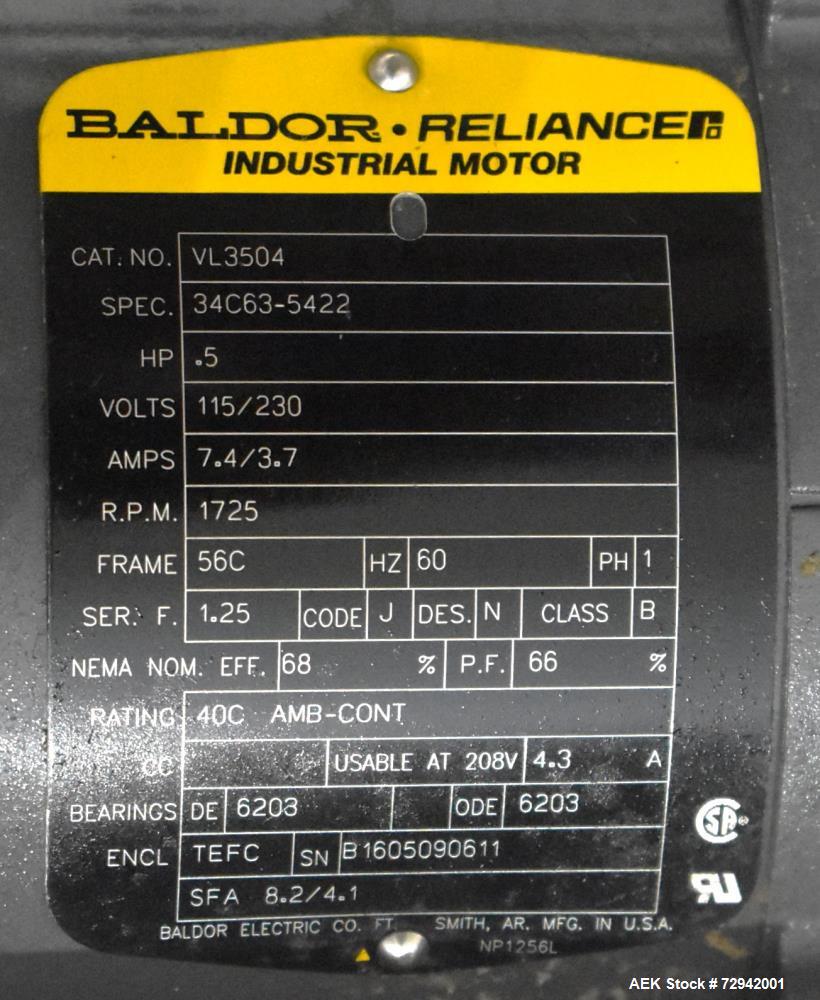 BALDOR • RELIANCE
INDUSTRIAL MOTOR
CAT. NO. VL3504
SPEC. 34C63-5422
HP .5
VOLTS 115/230
AMPS 7.4/3.7
R.P.M. 1725
FRAME 56C HZ 60 PH 1
SER. F. 1.25 CODE J DES. N CLASS B
NEMA NOM. EFF. 68 % P.F. 66 %
RATING 40C AMB-CONT
CC USABLE AT 208V 4.3 A
BEARINGS DE 6203 ODE 6203
ENCL TEFC SN B1605090611
SFA 8.2/4.1
BALDOR ELECTRIC CO. FT. SMITH, AR. MFG. IN U.S.A.
NP1256L
AEK Stock # 72942001